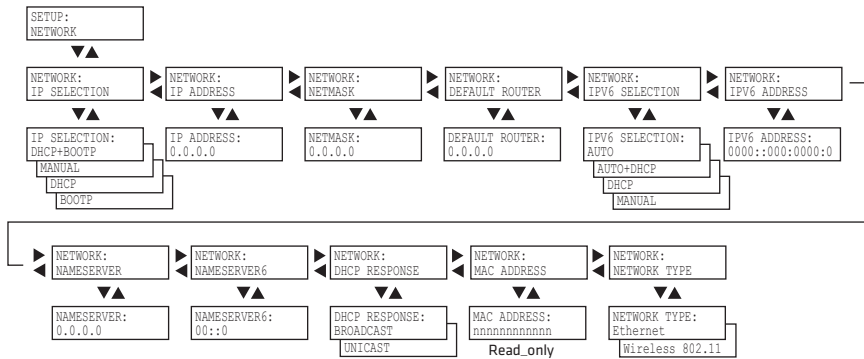 SETUP:
NETWORK
NETWORK:
IP SELECTION
NETWORK:
IP ADDRESS
NETWORK:
NETMASK
NETWORK:
DEFAULT ROUTER
NETWORK:
IPV6 SELECTION
NETWORK:
IPV6 ADDRESS
IP SELECTION:
DHCP+BOOTP
MANUAL
DHCP
BOOTP
IP ADDRESS:
0.0.0.0
NETMASK:
0.0.0.0
DEFAULT ROUTER:
0.0.0.0
IPV6 SELECTION:
AUTO
AUTO+DHCP
DHCP
MANUAL
IPV6 ADDRESS:
0000::000:0000:0
NETWORK:
NAMESERVER
NETWORK:
NAMESERVER6
NETWORK:
DHCP RESPONSE
NETWORK:
MAC ADDRESS
NETWORK:
NETWORK TYPE
NAMESERVER:
0.0.0.0
NAMESERVER6:
00::0
DHCP RESPONSE:
BROADCAST
UNICAST
MAC ADDRESS:
nnnnnnnnnnnn
Read_only
NETWORK TYPE:
Ethernet
Wireless 802.11